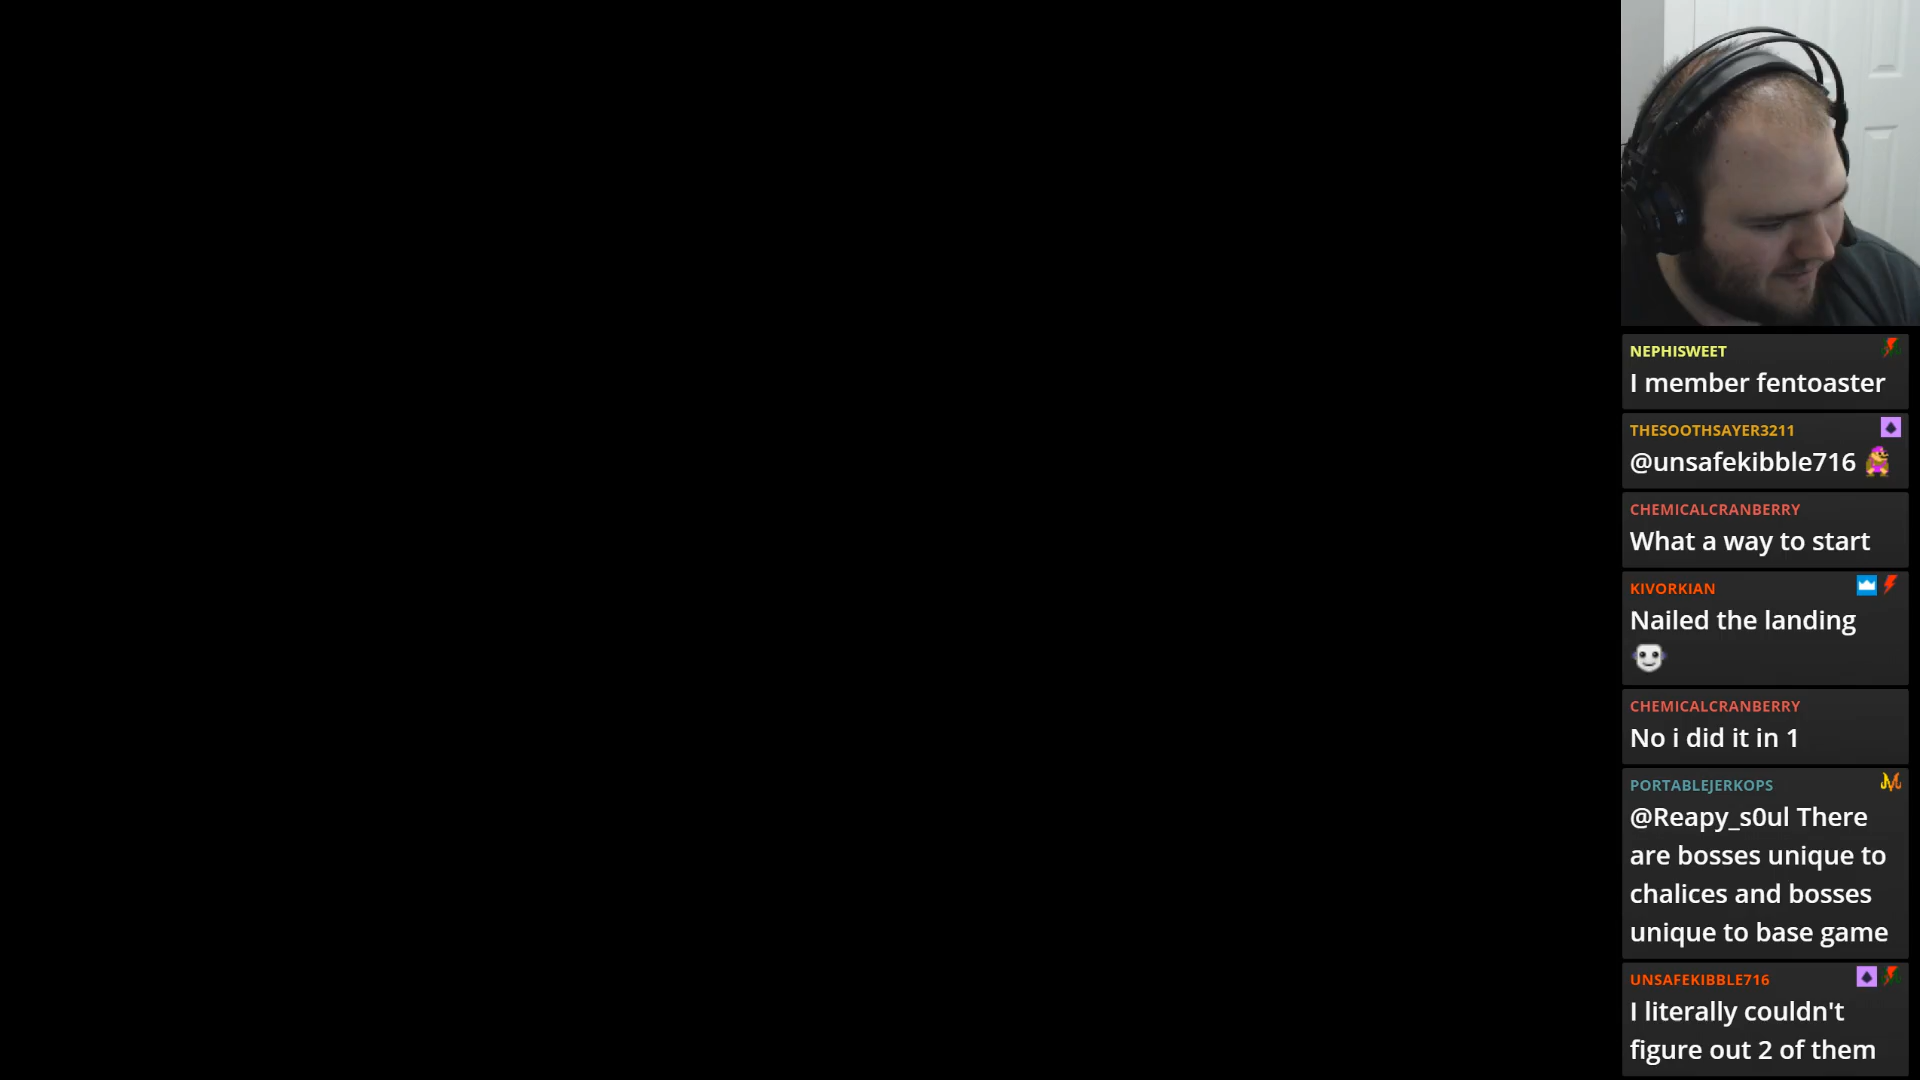 NEPHISWEET
I member fentoaster
THESOOTHSAYER3211
@unsafekibble716
CHEMICALCRANBERRY
What a way to start
KIVORKIAN
Nailed the landing
CHEMICALCRANBERRY
No i did it in 1
PORTABLEJERKOPS
@Reapy_s0ul There
are bosses unique to
chalices and bosses
unique to base game
UNSAFEKIBBLE716
I literally couldn't
figure out 2 of them